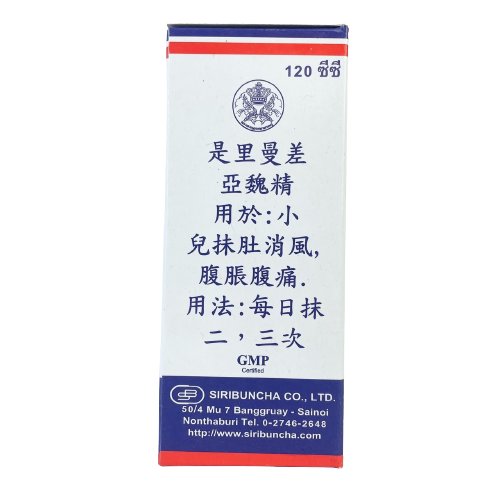 120 ซีซี
是里曼差
亞魏精
用於:小
兒抹肚消風,
腹脹腹痛.
用法:每日抹
二,三次
GMP
Certified
SIRIBUNCHA CO., LTD.
50/4 Mu 7 Banggruay - Sainoi
Nonthaburi Tel. 0-2746-2648
http://www.siribuncha.com